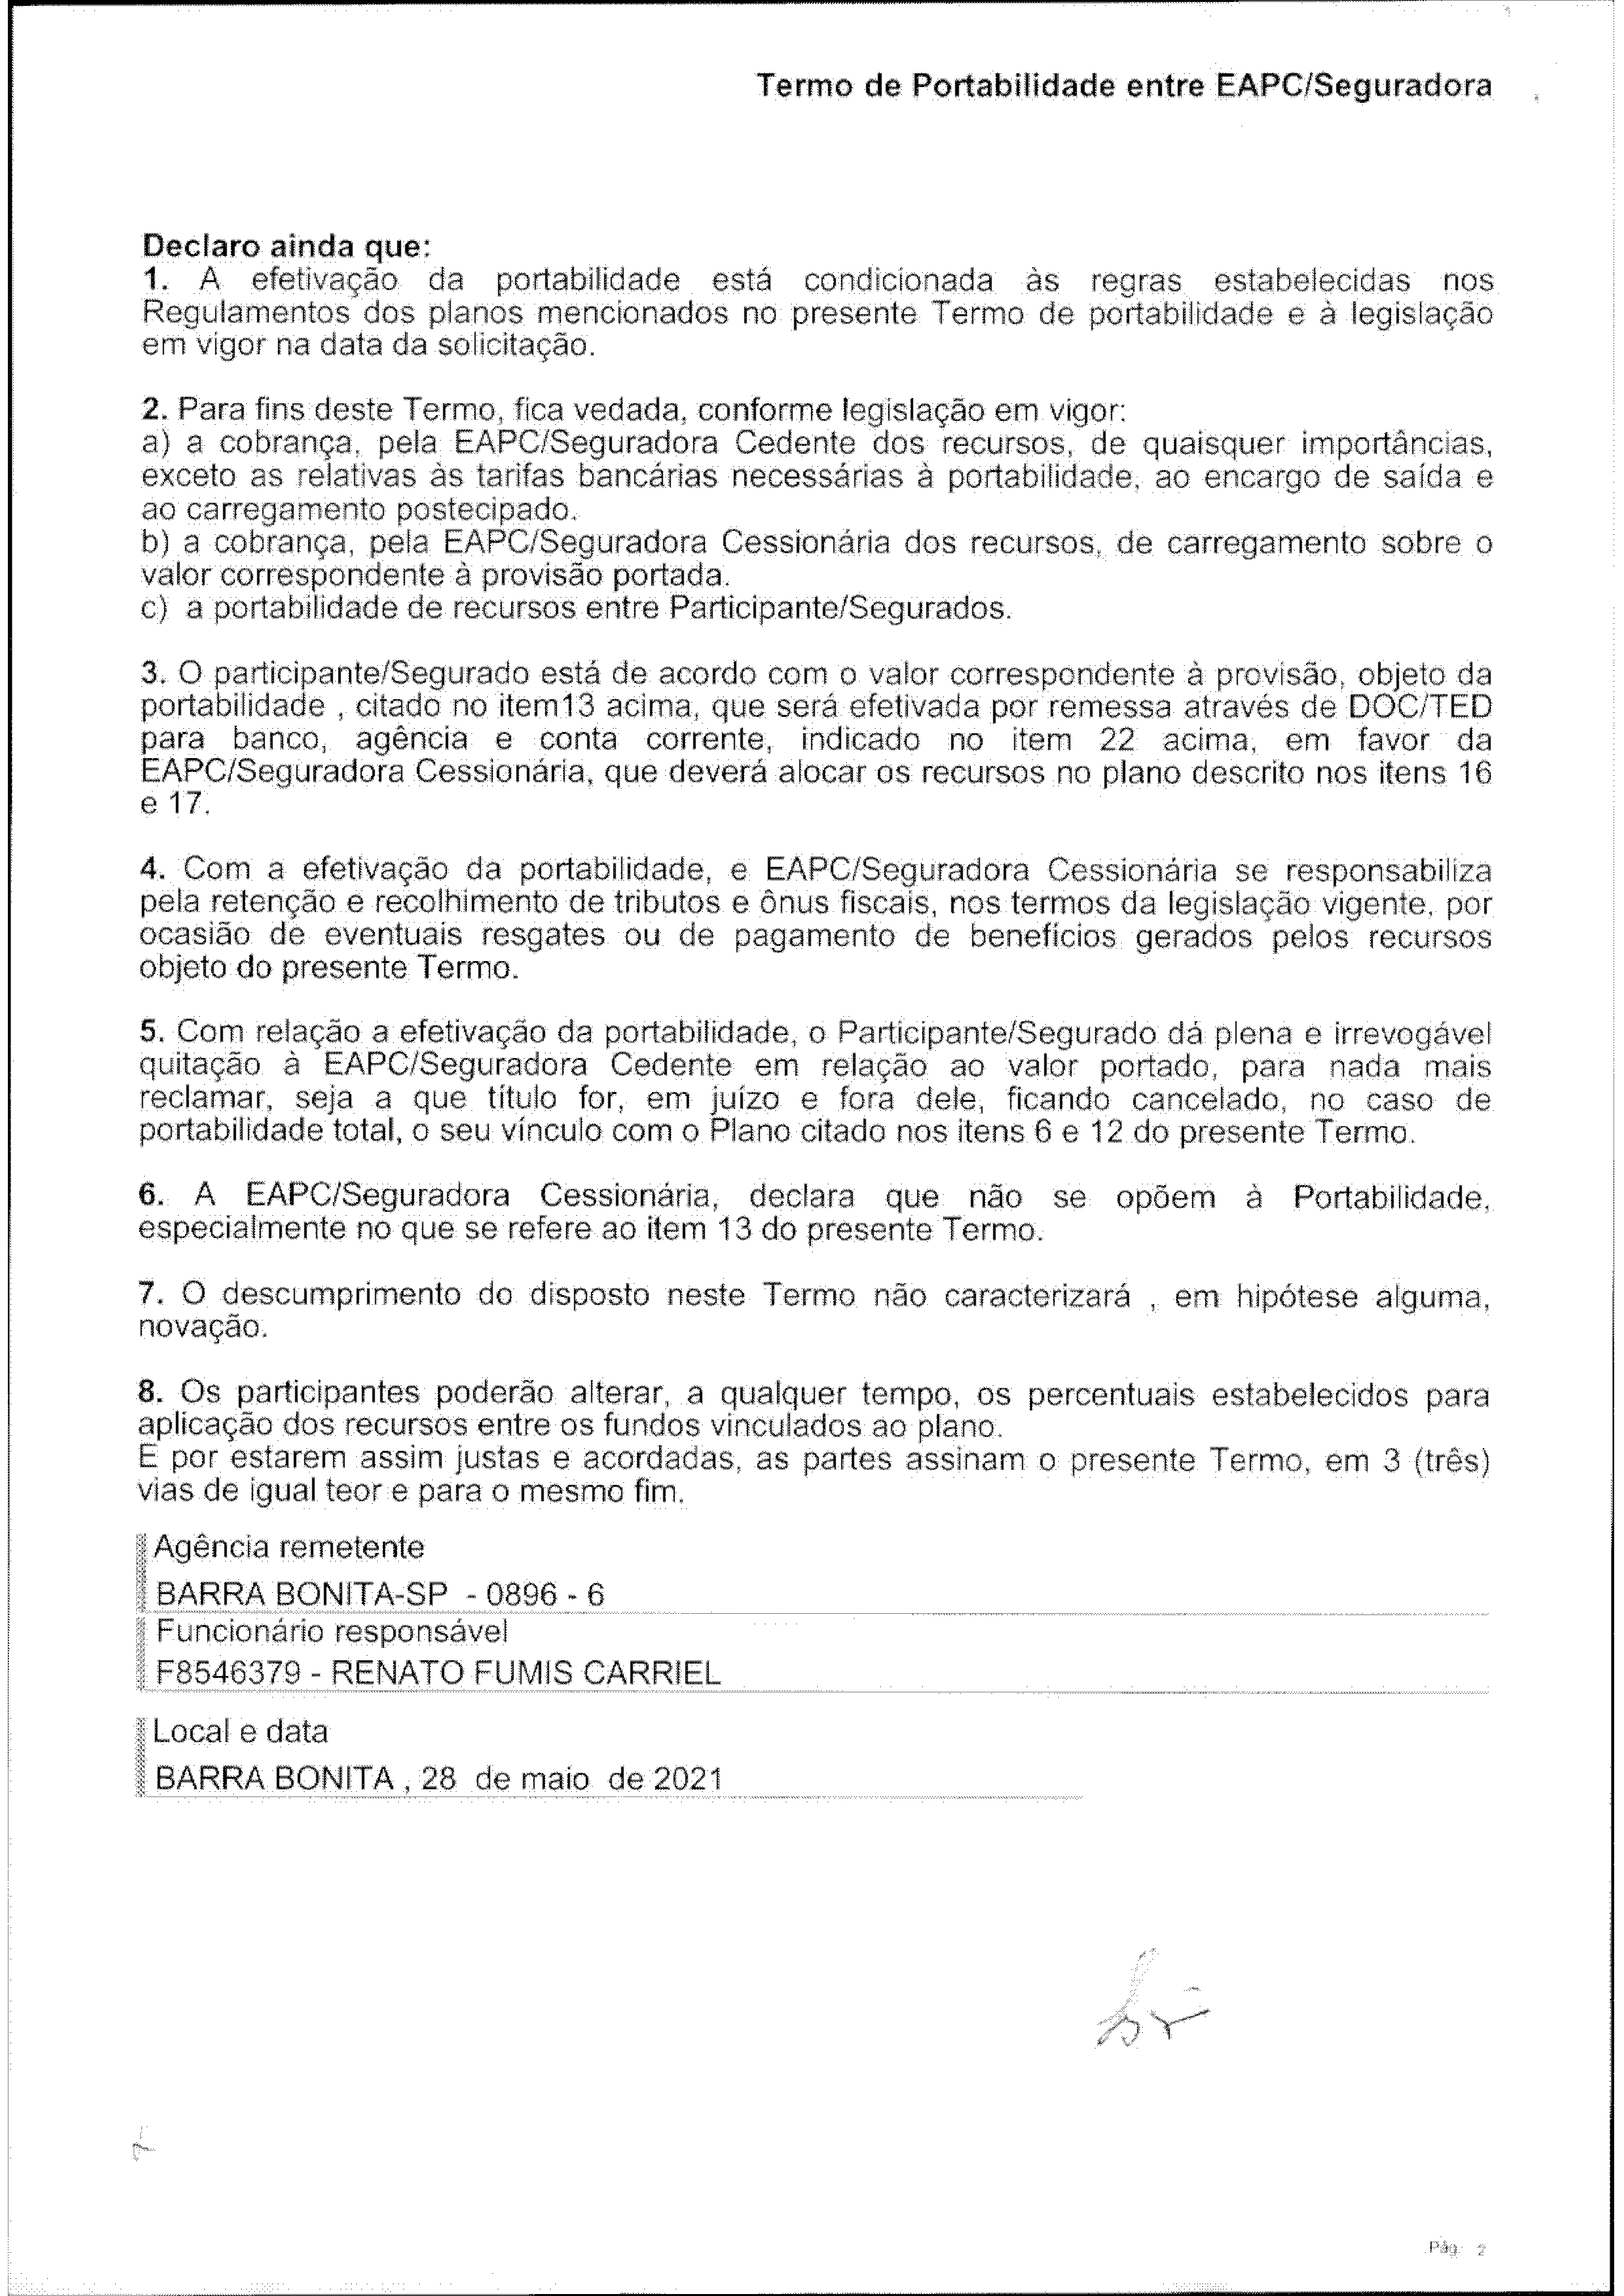 Termo de Portabilidade entre EAPC/Seguradora
Declaro ainda que:
1. A efetivação da portabilidade está condicionada às regras estabelecidas nos
Regulamentos dos planos mencionados no presente Termo de portabilidade e à legislação
em vigor na data da solicitação.
2. Para fins deste Termo, fica vedada, conforme legislação em vigor:
a) a cobrança, pela EAPC/Seguradora Cedente dos recursos, de quaisquer importâncias,
exceto as relativas às tarifas bancárias necessárias à portabilidade, ao encargo de saída e
ao carregamento postecipado.
b) a cobrança, pela EAPC/Seguradora Cessionária dos recursos, de carregamento sobre o
valor correspondente à provisão portada.
c) a portabilidade de recursos entre Participante/Segurados.
3. O participante/Segurado está de acordo com o valor correspondente à provisão, objeto da
portabilidade , citado no item13 acima, que será efetivada por remessa através de DOC/TED
para banco, agência e conta corrente, indicado no item 22 acima, em favor da
EAPC/Seguradora Cessionária, que deverá alocar os recursos no plano descrito nos itens 16
e 17.
4. Com a efetivação da portabilidade, e EAPC/Seguradora Cessionária se responsabiliza
pela retenção e recolhimento de tributos e ônus fiscais, nos termos da legislação vigente, por
ocasião de eventuais resgates ou de pagamento de benefícios gerados pelos recursos
objeto do presente Termo.
5. Com relação a efetivação da portabilidade, o Participante/Segurado dá plena e irrevogável
quitação à EAPC/Seguradora Cedente em relação ao valor portado, para nada mais
reclamar, seja a que título for, em juízo e fora dele, ficando cancelado, no caso de
portabilidade total, o seu vínculo com o Plano citado nos itens 6 e 12 do presente Termo.
6. A EAPC/Seguradora Cessionária, declara que não se opõem à Portabilidade,
especialmente no que se refere ao item 13 do presente Termo.
7. O descumprimento do disposto neste Termo não caracterizará , em hipótese alguma,
novação.
8. Os participantes poderão alterar, a qualquer tempo, os percentuais estabelecidos para
aplicação dos recursos entre os fundos vinculados ao plano.
E por estarem assim justas e acordadas, as partes assinam o presente Termo, em 3 (três)
vias de igual teor e para o mesmo fim.
Agência remetente
BARRA BONITA-SP - 0896 - 6
Funcionário responsável
F8546379 - RENATO FUMIS CARRIEL
Local e data
BARRA BONITA , 28 de maio de 2021
Pág. 2